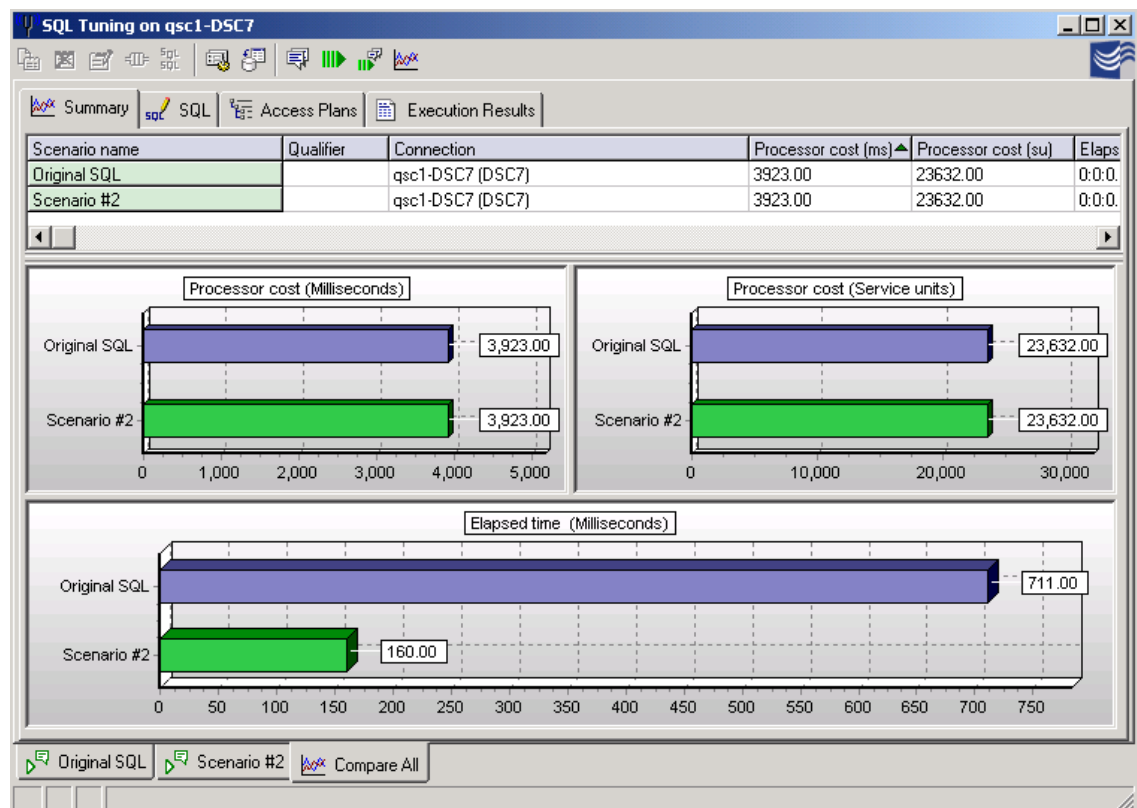 SQL Tuning on qsc1-DSC7
SQL
SQL
Summary
SQL SQL
Access Plans
Execution Results
Scenario name Qualifier Connection Processor cost (ms) Processor cost (su) Elaps
Original SQL qsc1-DSC7 (DSC7) 3923.00 23632.00 0:0:0.
Scenario #2 qsc1-DSC7 (DSC7) 3923.00 23632.00 0:0:0.
Processor cost (Milliseconds)
Original SQL 3,923.00
Scenario #2 3,923.00
0 1,000 2,000 3,000 4,000 5,000
Processor cost (Service units)
Original SQL 23,632.00
Scenario #2 23,632.00
0 10,000 20,000 30,000
Elapsed time (Milliseconds)
Original SQL 711.00
Scenario #2 160.00
0 50 100 150 200 250 300 350 400 450 500 550 600 650 700 750
Original SQL
Scenario #2
Compare All